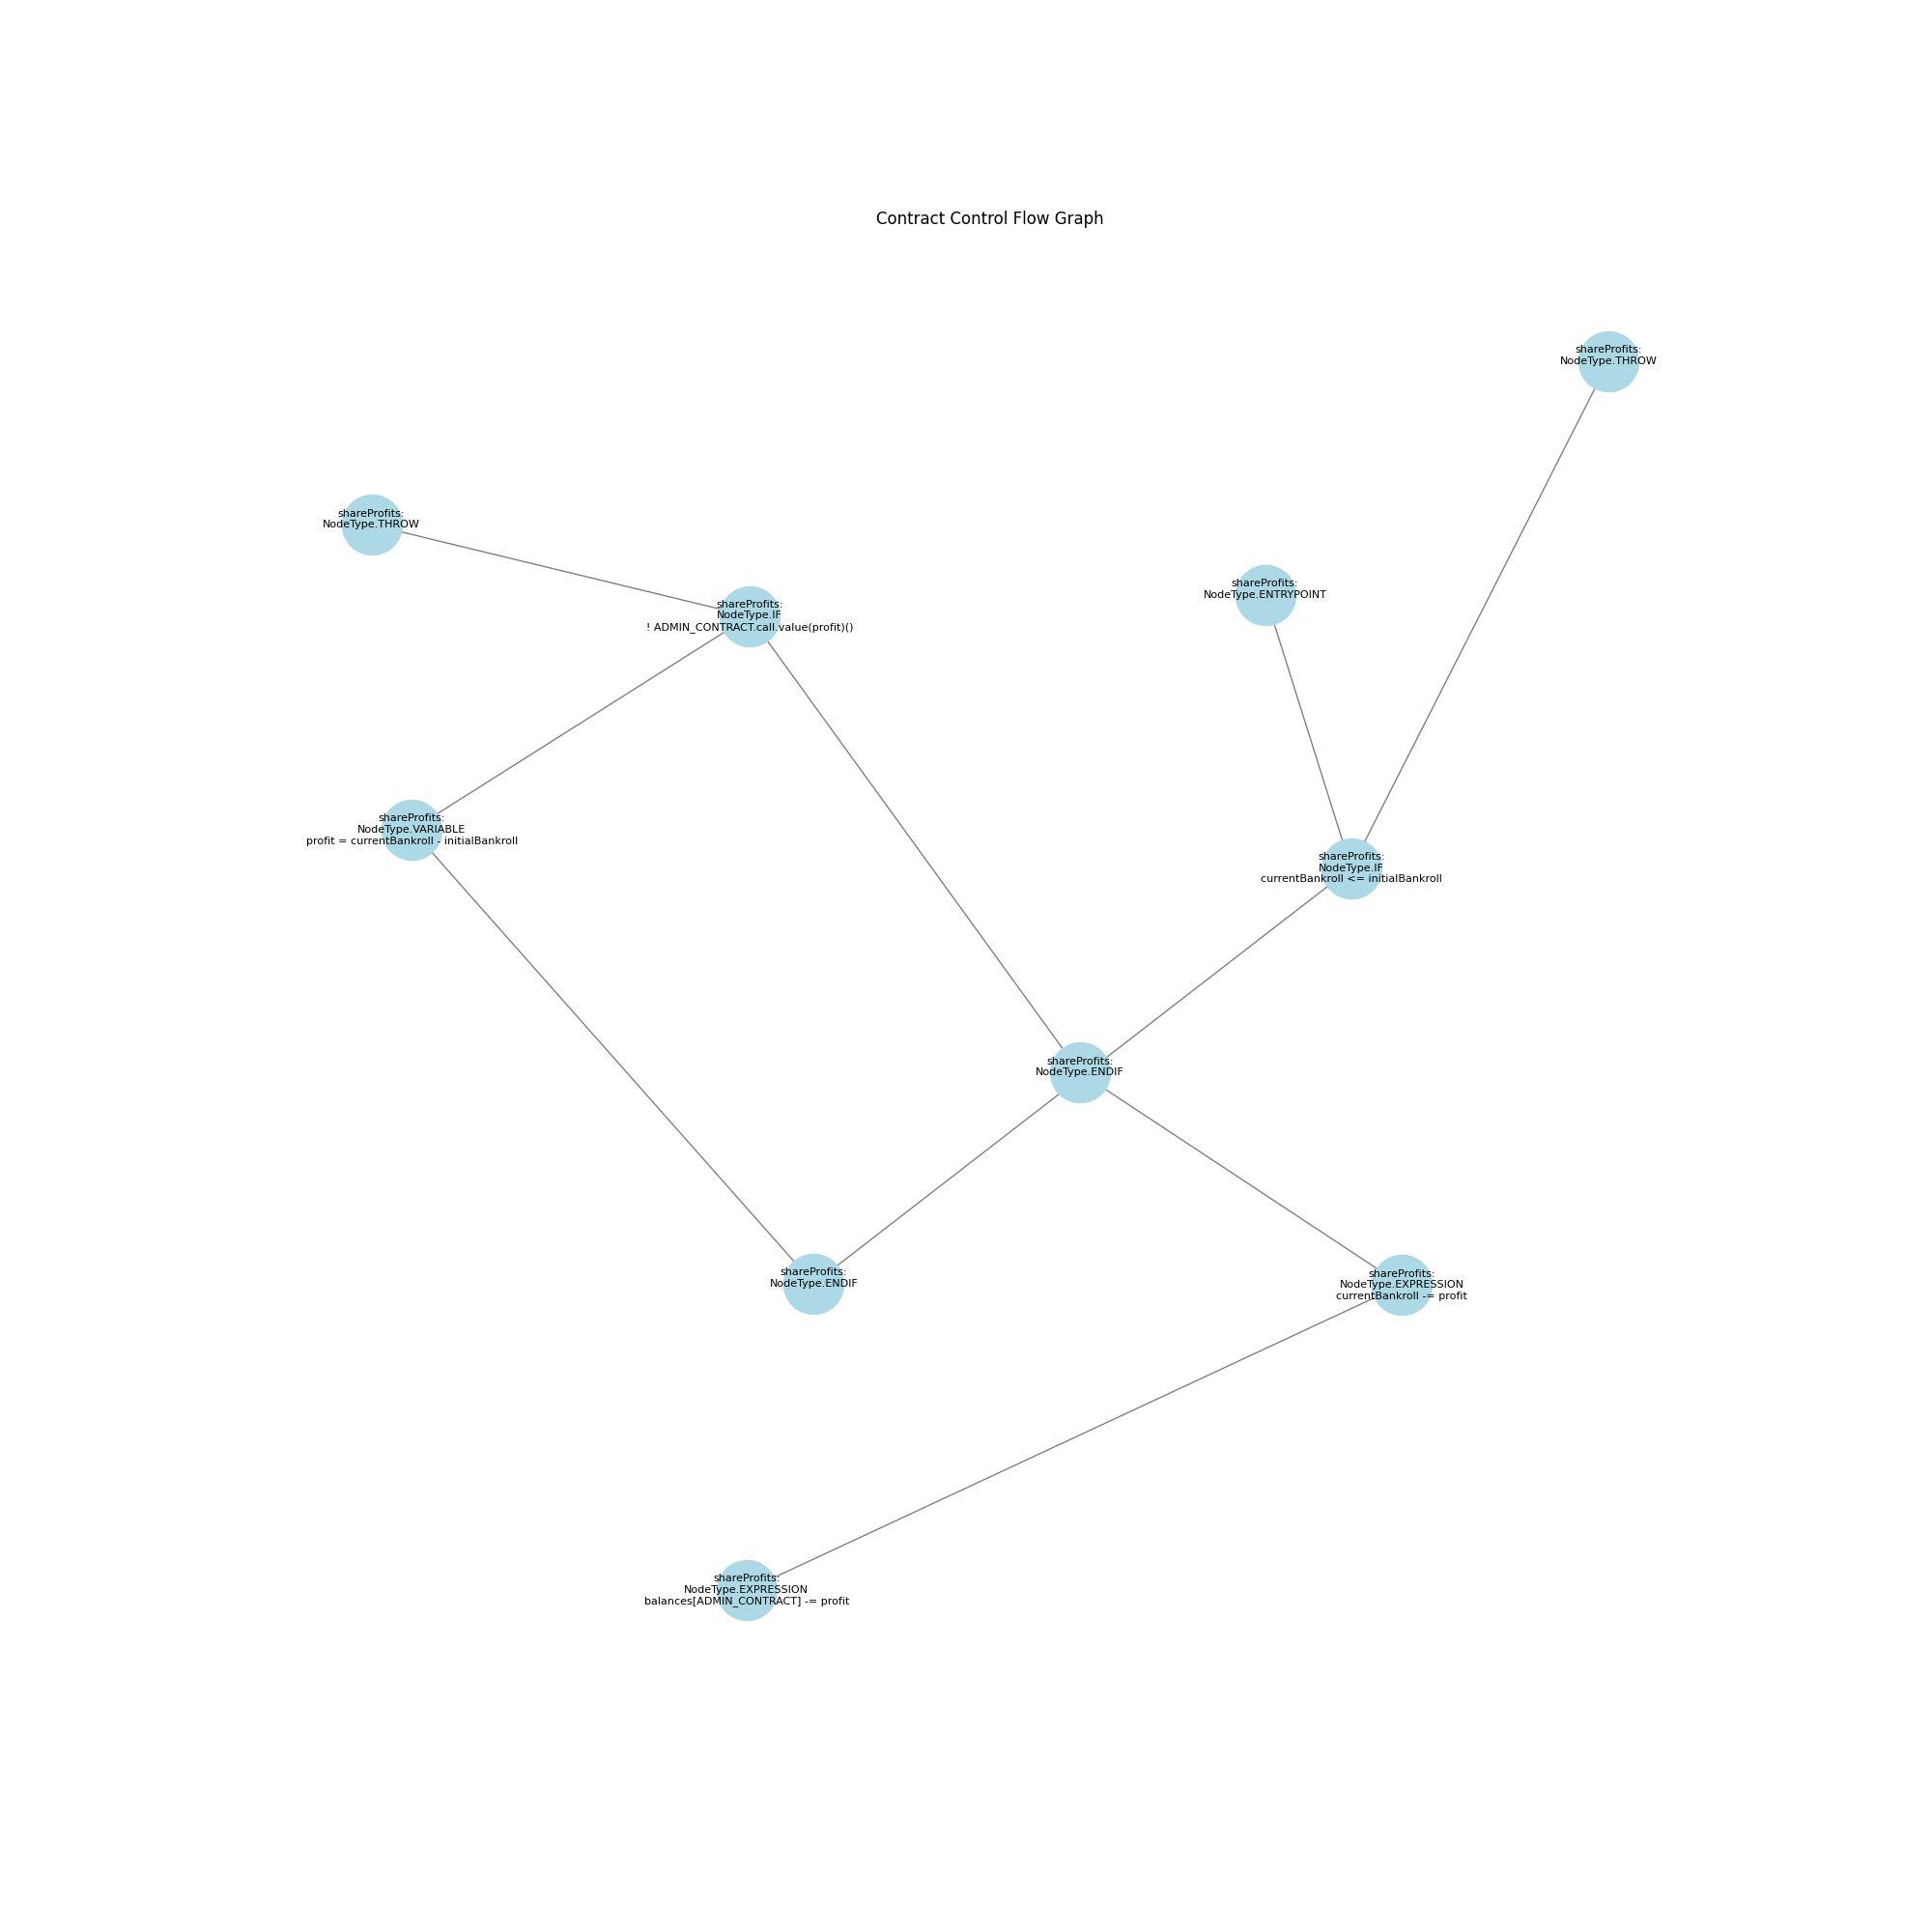 Contract Control Flow Graph
shareProfits:
NodeType.THROW
shareProfits:
NodeType.THROW
shareProfits:
NodeType.ENTRYPOINT
shareProfits:
NodeType.IF
! ADMIN_CONTRACT.call.value(profit)()
shareProfits:
NodeType.VARIABLE
profit = currentBankroll - initialBankroll
shareProfits:
NodeType.IF
currentBankroll <= initialBankroll
shareProfits:
NodeType.ENDIF
shareProfits:
NodeType.ENDIF
shareProfits:
NodeType.EXPRESSION
currentBankroll -= profit
shareProfits:
NodeType.EXPRESSION
balances[ADMIN_CONTRACT] -= profit